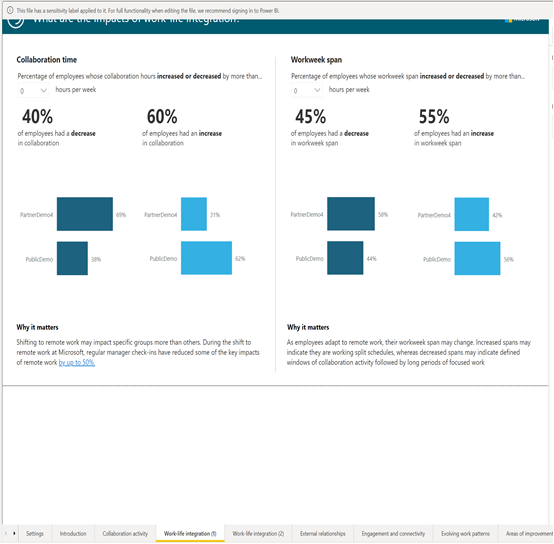 This file has a sensitivity label applied to it. For full functionality when editing the file, we recommend signing in to Power BI.
What are the impacts of work-life integration?
Microsoft
Collaboration time
Percentage of employees whose collaboration hours increased or decreased by more than...
0 hours per week
40%
60%
of employees had a decrease
in collaboration
of employees had an increase
in collaboration
PartnerDemo4 69%
PartnerDemo4 31%
PublicDemo 38%
PublicDemo 62%
Why it matters
Shifting to remote work may impact specific groups more than others. During the shift to
remote work at Microsoft, regular manager check-ins have reduced some of the key impacts
of remote work by up to 50%.
Workweek span
Percentage of employees whose workweek span increased or decreased by more than...
0 hours per week
45%
55%
of employees had a decrease
in workweek span
of employees had an increase
in workweek span
PartnerDemo4 58%
PartnerDemo4 42%
PublicDemo 44%
PublicDemo 56%
Why it matters
As employees adapt to remote work, their workweek span may change. Increased spans may
indicate they are working split schedules, whereas decreased spans may indicate defined
windows of collaboration activity followed by long periods of focused work
Settings
Introduction
Collaboration activity
Work-life integration (1)
Work-life integration (2)
External relationships
Engagement and connectivity
Evolving work patterns
Areas of improvement